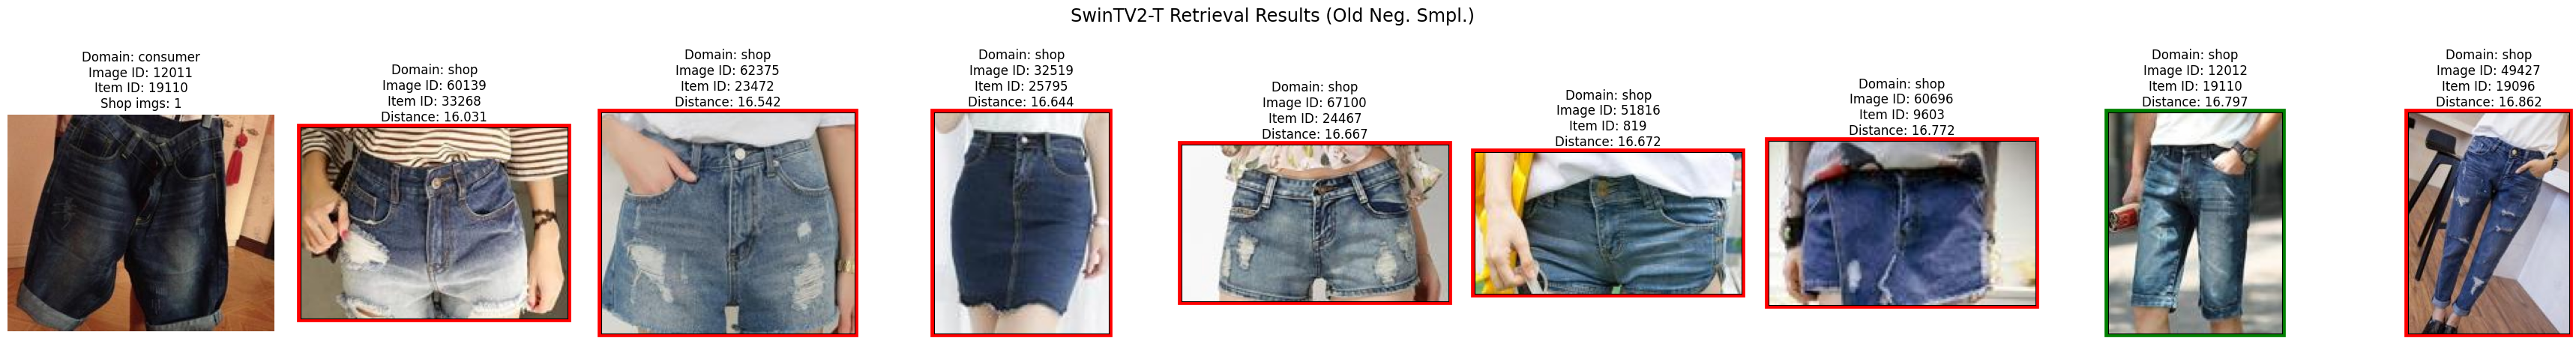 SwinTV2-T Retrieval Results (Old Neg. Smpl.)
Domain: consumer
Image ID: 12011
Item ID: 19110
Shop imgs: 1
Domain: shop
Image ID: 60139
Item ID: 33268
Distance: 16.031
Domain: shop
Image ID: 62375
Item ID: 23472
Distance: 16.542
Domain: shop
Image ID: 32519
Item ID: 25795
Distance: 16.644
Domain: shop
Image ID: 67100
Item ID: 24467
Distance: 16.667
Domain: shop
Image ID: 51816
Item ID: 819
Distance: 16.672
Domain: shop
Image ID: 60696
Item ID: 9603
Distance: 16.772
Domain: shop
Image ID: 12012
Item ID: 19110
Distance: 16.797
Domain: shop
Image ID: 49427
Item ID: 19096
Distance: 16.862